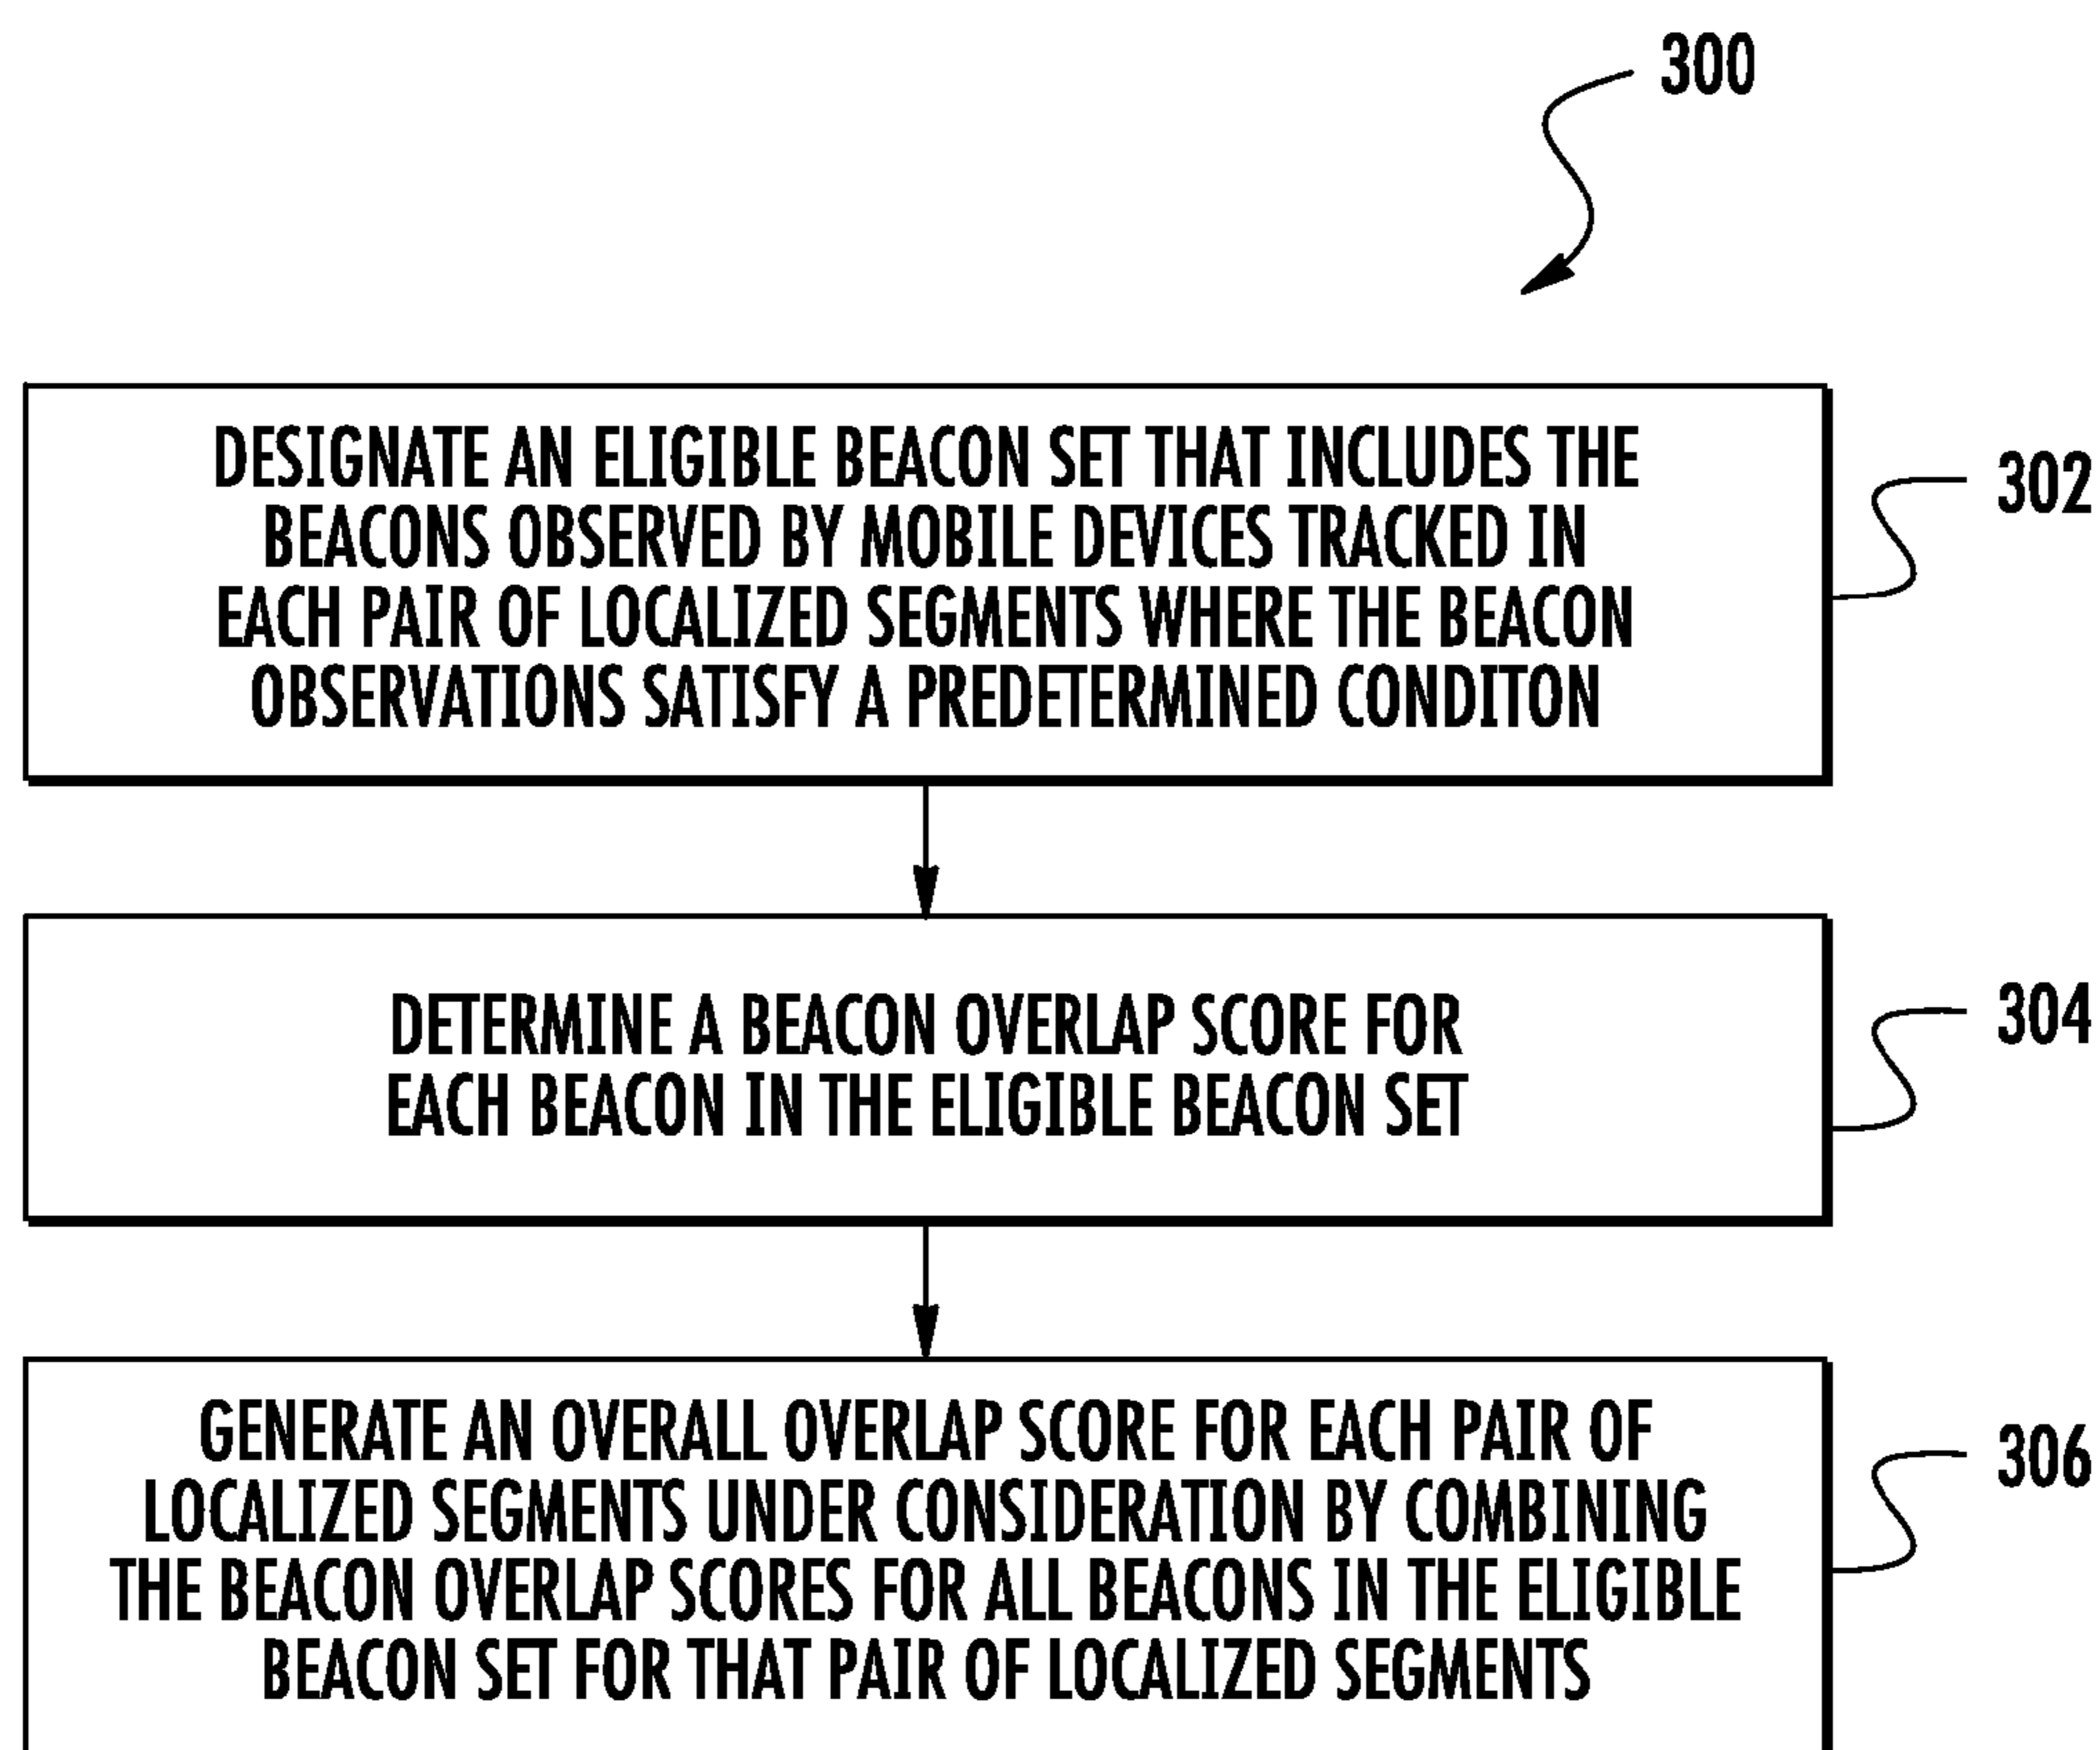 300
DESIGNATE AN ELIGIBLE BEACON SET THAT INCLUDES THE
BEACONS OBSERVED BY MOBILE DEVICES TRACKED IN
EACH PAIR OF LOCALIZED SEGMENTS WHERE THE BEACON
OBSERVATIONS SATISFY A PREDETERMINED CONDITON
302
DETERMINE A BEACON OVERLAP SCORE FOR
EACH BEACON IN THE ELIGIBLE BEACON SET
304
GENERATE AN OVERALL OVERLAP SCORE FOR EACH PAIR OF
LOCALIZED SEGMENTS UNDER CONSIDERATION BY COMBINING
THE BEACON OVERLAP SCORES FOR ALL BEACONS IN THE ELIGIBLE
BEACON SET FOR THAT PAIR OF LOCALIZED SEGMENTS
306